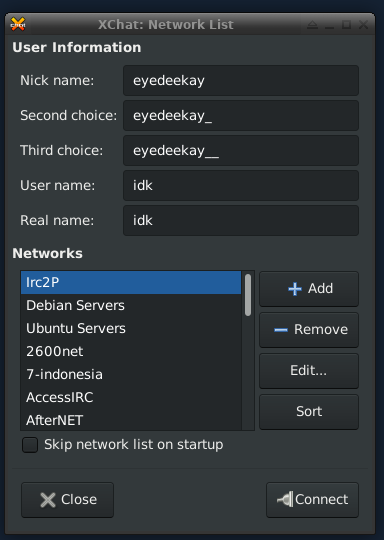 XChat: Network List
User Information
Nick name: eyedeekay
Second choice: eyedeekay_
Third choice: eyedeekay__
User name: idk
Real name: idk
Networks
Irc2P
Debian Servers
Ubuntu Servers
2600net
7-indonesia
AccessIRC
AfterNET
Add
Remove
Edit...
Sort
Skip network list on startup
Close
Connect